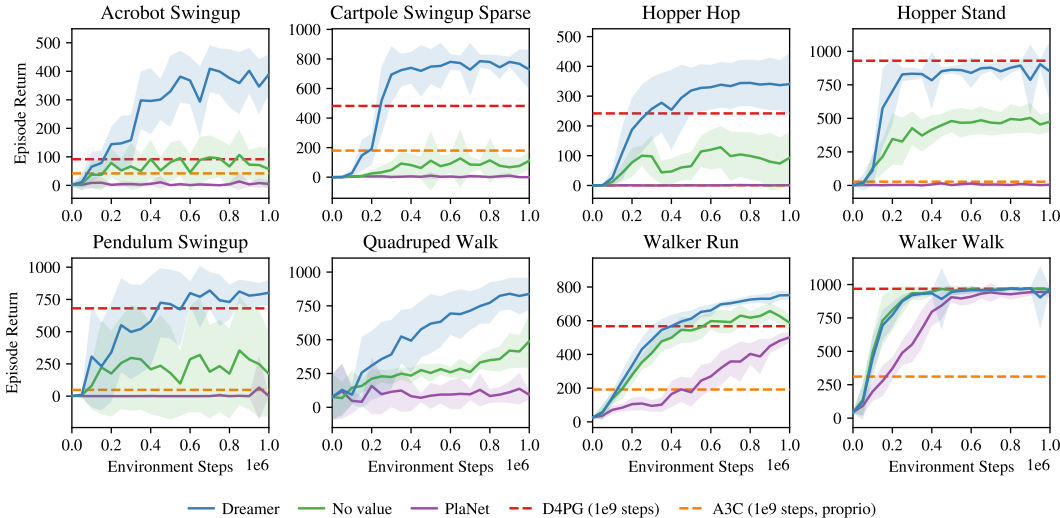 Acrobot Swingup
Cartpole Swingup Sparse
Hopper Hop
Hopper Stand
Episode Return
500
400
300
200
100
0
0.0 0.2 0.4 0.6 0.8 1.0
1000
800
600
400
200
0
0.0 0.2 0.4 0.6 0.8 1.0
500
400
300
200
100
0
0.0 0.2 0.4 0.6 0.8 1.0
1000
750
500
250
0
0.0 0.2 0.4 0.6 0.8 1.0
Pendulum Swingup
Quadruped Walk
Walker Run
Walker Walk
Episode Return
1000
750
500
250
0
0.0 0.2 0.4 0.6 0.8 1.0
Environment Steps 1e6
1000
800
600
400
200
0
0.0 0.2 0.4 0.6 0.8 1.0
Environment Steps 1e6
800
600
400
200
0
0.0 0.2 0.4 0.6 0.8 1.0
Environment Steps 1e6
1000
750
500
250
0
0.0 0.2 0.4 0.6 0.8 1.0
Environment Steps 1e6
Dreamer No value PlaNet D4PG (1e9 steps) A3C (1e9 steps, proprio)